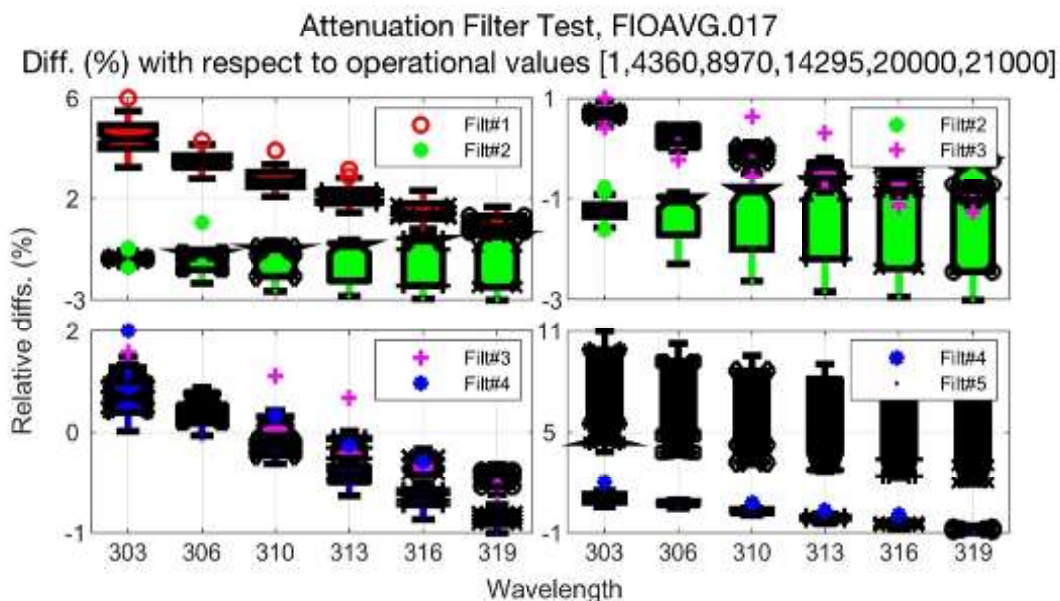 Attenuation Filter Test, FIOAVG.017
Diff. (%) with respect to operational values [1,4360,8970,14295,20000,21000]
6
2
-3
Filt#1
Filt#2
1
-1
-3
Filt#2
Filt#3
Relative diffs. (%)
2
0
-1
Filt#3
Filt#4
303 306 310 313 316 319
11
5
-1
Filt#4
Filt#5
303 306 310 313 316 319
Wavelength